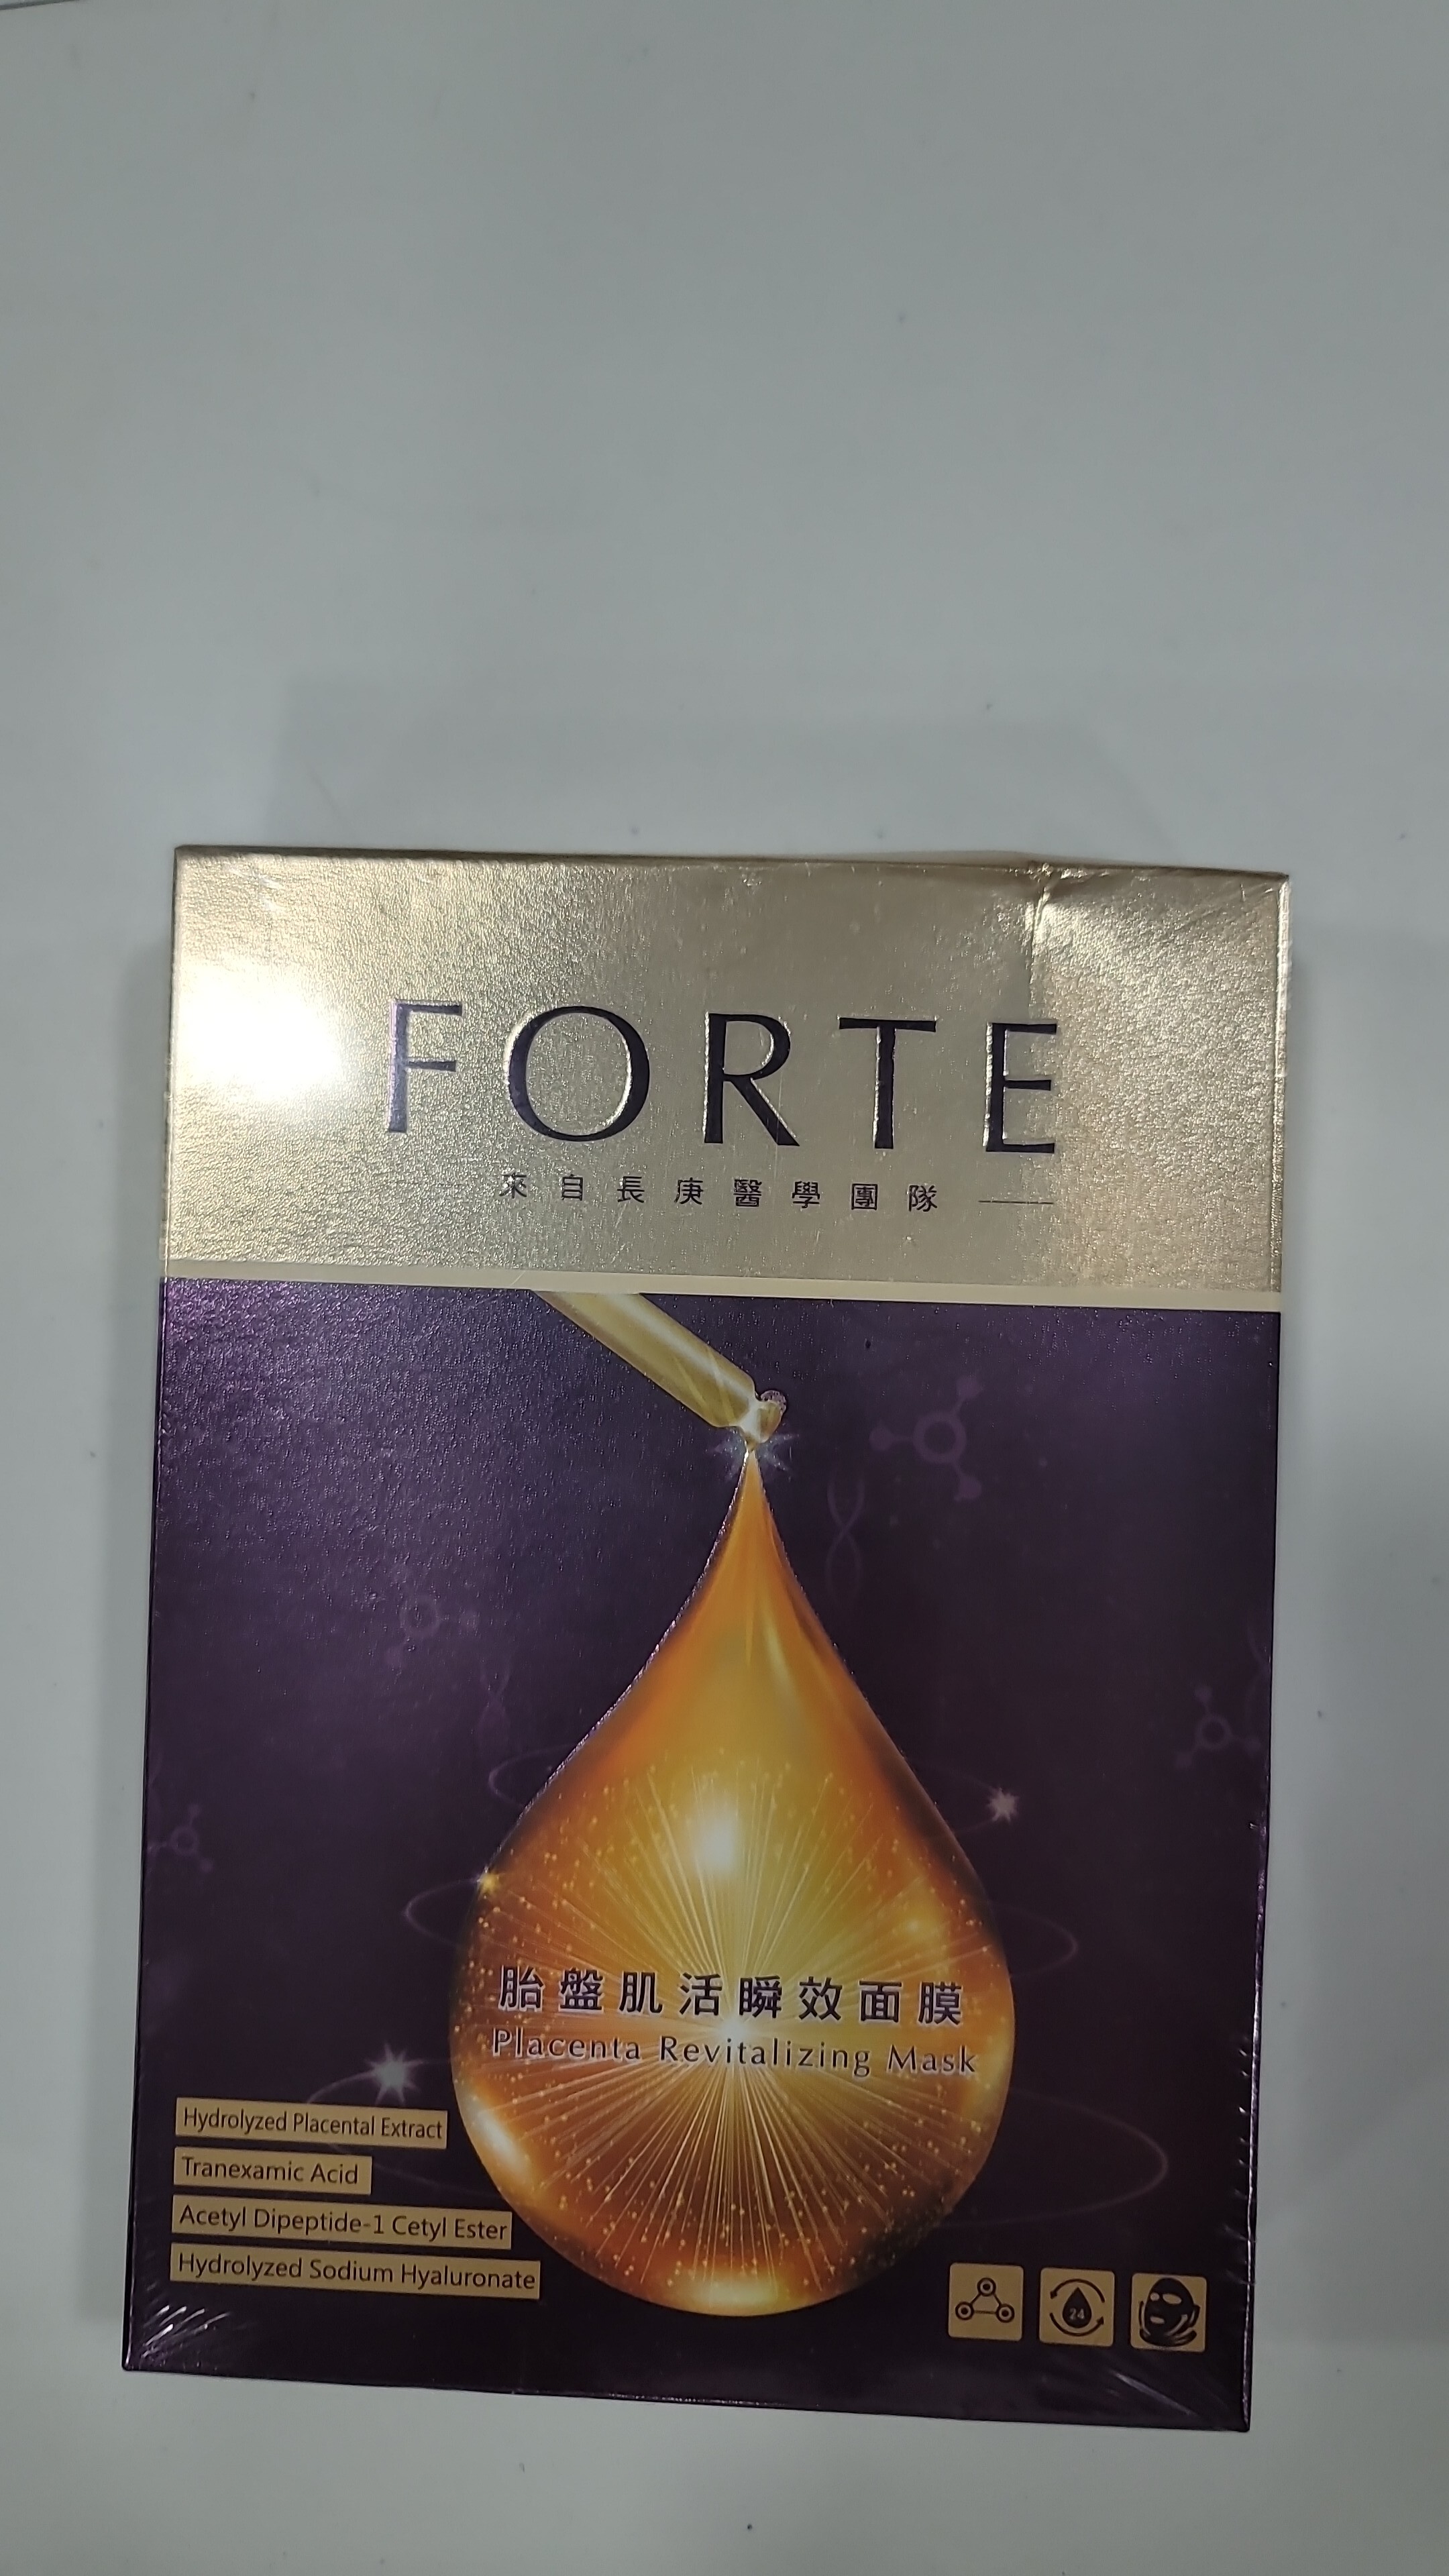 FORTE
來自長庚醫學團隊
胎盤肌活瞬效面膜
Placenta Revitalizing Mask
Hydrolyzed Placental Extract
Tranexamic Acid
Acetyl Dipeptide-1 Cetyl Ester
Hydrolyzed Sodium Hyaluronate
24